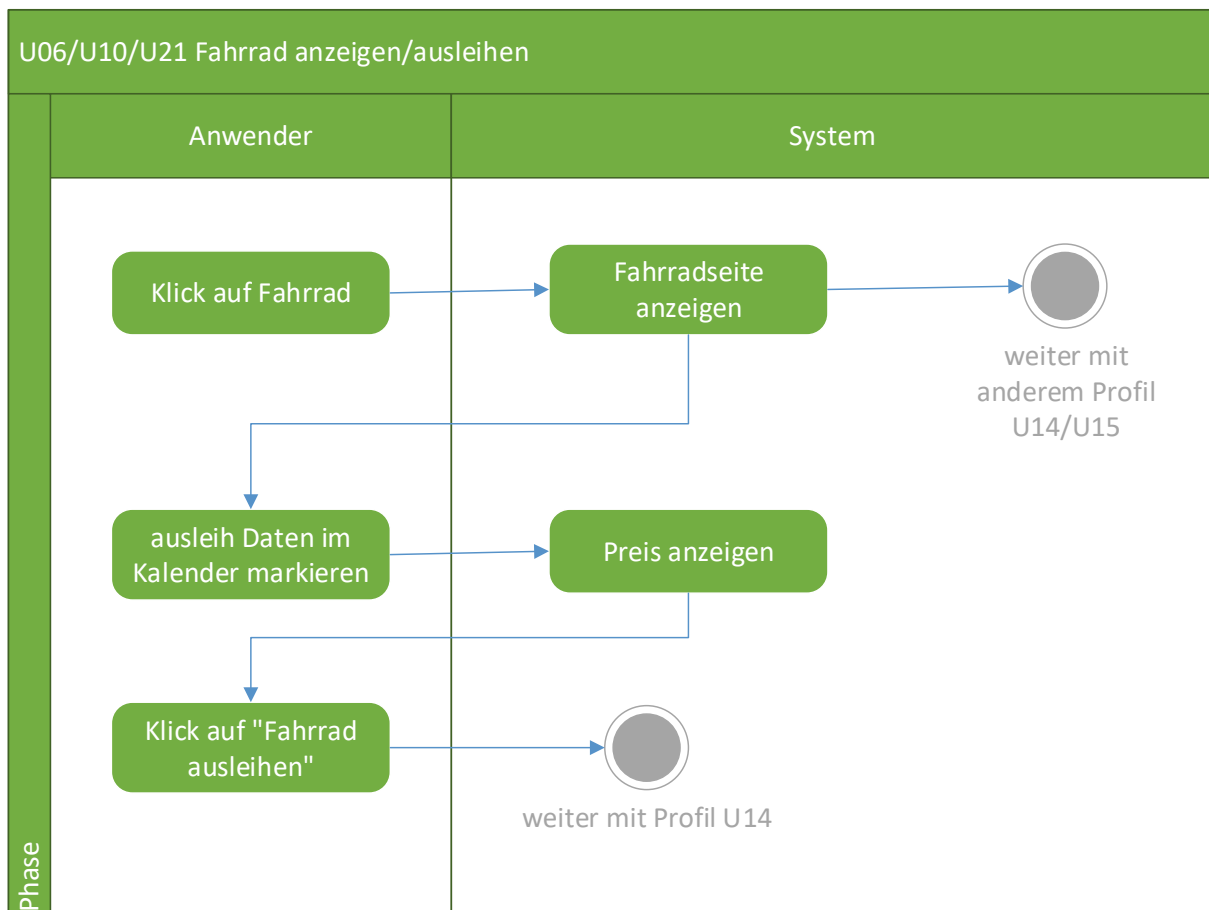 U06/U10/U21 Fahrrad anzeigen/ausleihen
Anwender
System
Klick auf Fahrrad
Fahrradseite
anzeigen
weiter mit
anderem Profil
U14/U15
ausleih Daten im
Kalender markieren
Preis anzeigen
Klick auf "Fahrrad
ausleihen"
weiter mit Profil U14
Phase